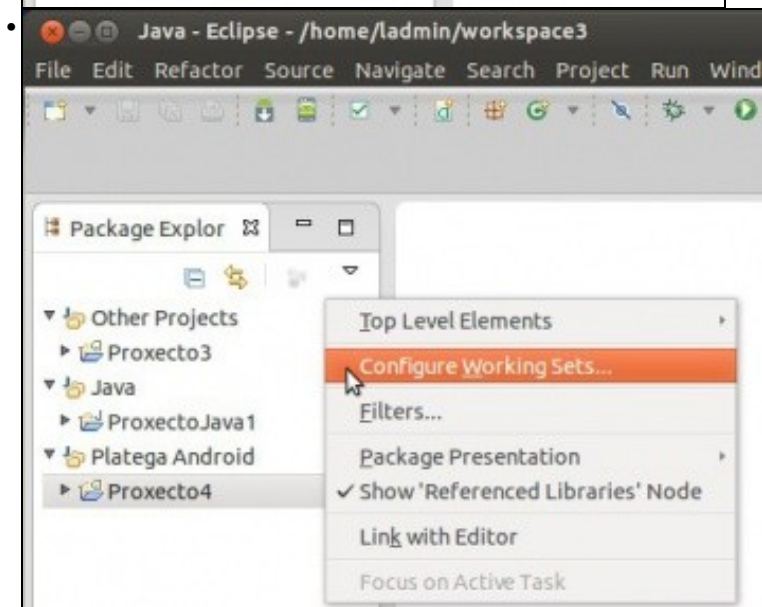 Java - Eclipse - /home/ladmin/workspace3
File Edit Refactor Source Navigate Search Project Run Wind
Package Explor
Other Projects
Proxecto3
Java
ProxectoJava1
Platega Android
Proxecto4
Top Level Elements
Configure Working Sets...
Filters...
Package Presentation
Show 'Referenced Libraries' Node
Link with Editor
Focus on Active Task